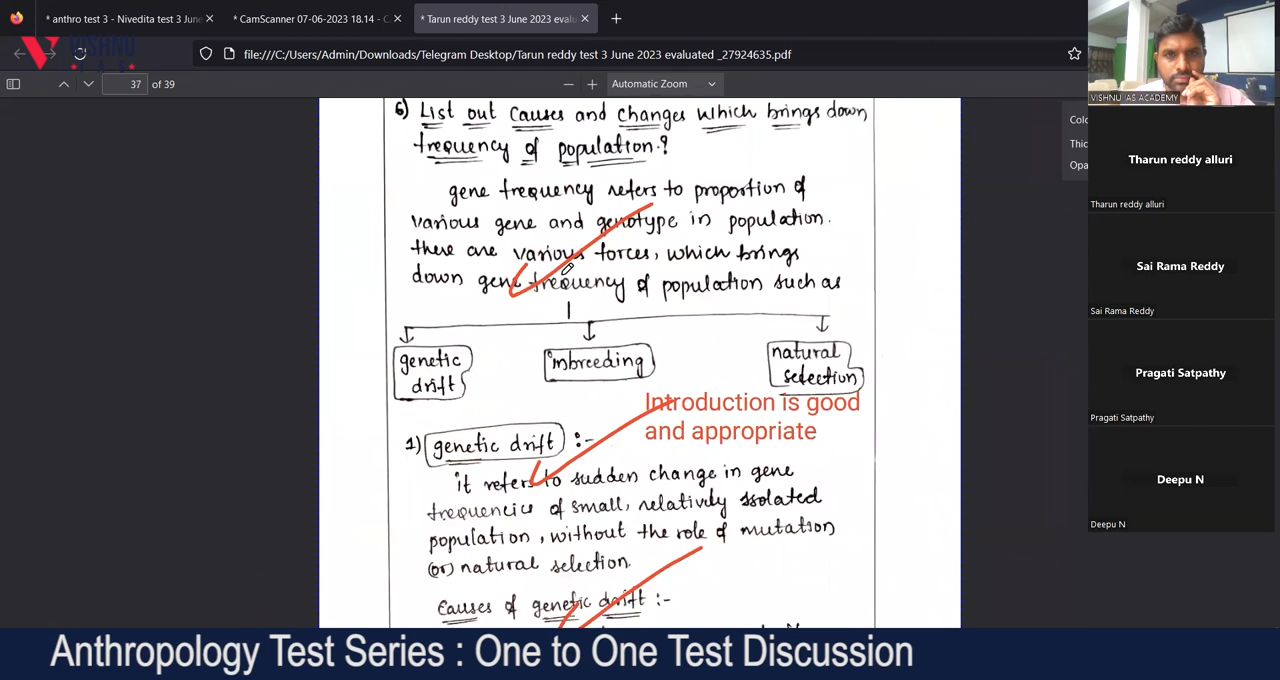 * anthro test 3 - Nivedita test 3 June
* CamScanner 07-06-2023 18.14 - C
* Tarun reddy test 3 June 2023 evalu
VISHNU
IAS
file:///C:/Users/Admin/Downloads/Telegram Desktop/Tarun reddy test 3 June 2023 evaluated _27924635.pdf
37 of 39
Automatic Zoom
6) List out causes and changes which brings down
frequency of population?
gene frequency refers to proportion of
various gene and genotype in population.
there are various forces, which brings
down gene frequency of population such as
genetic
drift
inbreeding
natural
selection
Introduction is good
and appropriate
1) genetic drift :-
it refers to sudden change in gene
frequencies of small, relatively isolated
population, without the role of mutation
(or) natural selection.
Causes of genetic drift :-
VISHNU IAS ACADEMY
Colo
Thic
Opa
Tharun reddy alluri
Tharun reddy alluri
Sai Rama Reddy
Sai Rama Reddy
Pragati Satpathy
Pragati Satpathy
Deepu N
Deepu N
Anthropology Test Series : One to One Test Discussion